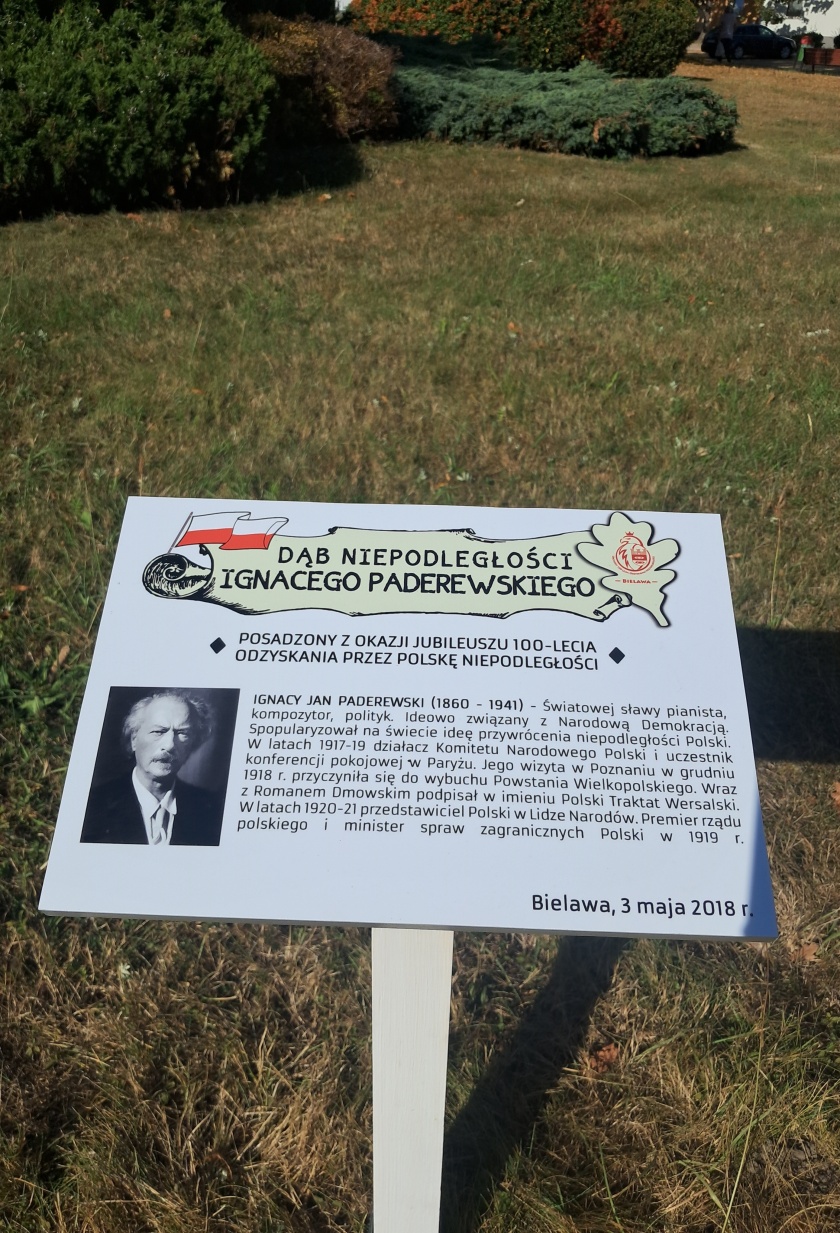 DĄB NIEPODLEGŁOŚCI
IGNACEGO PADEREWSKIEGO
– BIELAWA –
POSADZONY Z OKAZJI JUBILEUSZU 100-LECIA
ODZYSKANIA PRZEZ POLSKĘ NIEPODLEGŁOŚCI
IGNACY JAN PADEREWSKI (1860 - 1941) - Światowej sławy pianista,
kompozytor, polityk. Ideowo związany z Narodową Demokracją.
Spopularyzował na świecie ideę przywrócenia niepodległości Polski.
W latach 1917-19 działacz Komitetu Narodowego Polski i uczestnik
konferencji pokojowej w Paryżu. Jego wizyta w Poznaniu w grudniu
1918 r. przyczyniła się do wybuchu Powstania Wielkopolskiego. Wraz
z Romanem Dmowskim podpisał w imieniu Polski Traktat Wersalski.
W latach 1920-21 przedstawiciel Polski w Lidze Narodów. Premier rządu
polskiego i minister spraw zagranicznych Polski w 1919 r.
Bielawa, 3 maja 2018 r.